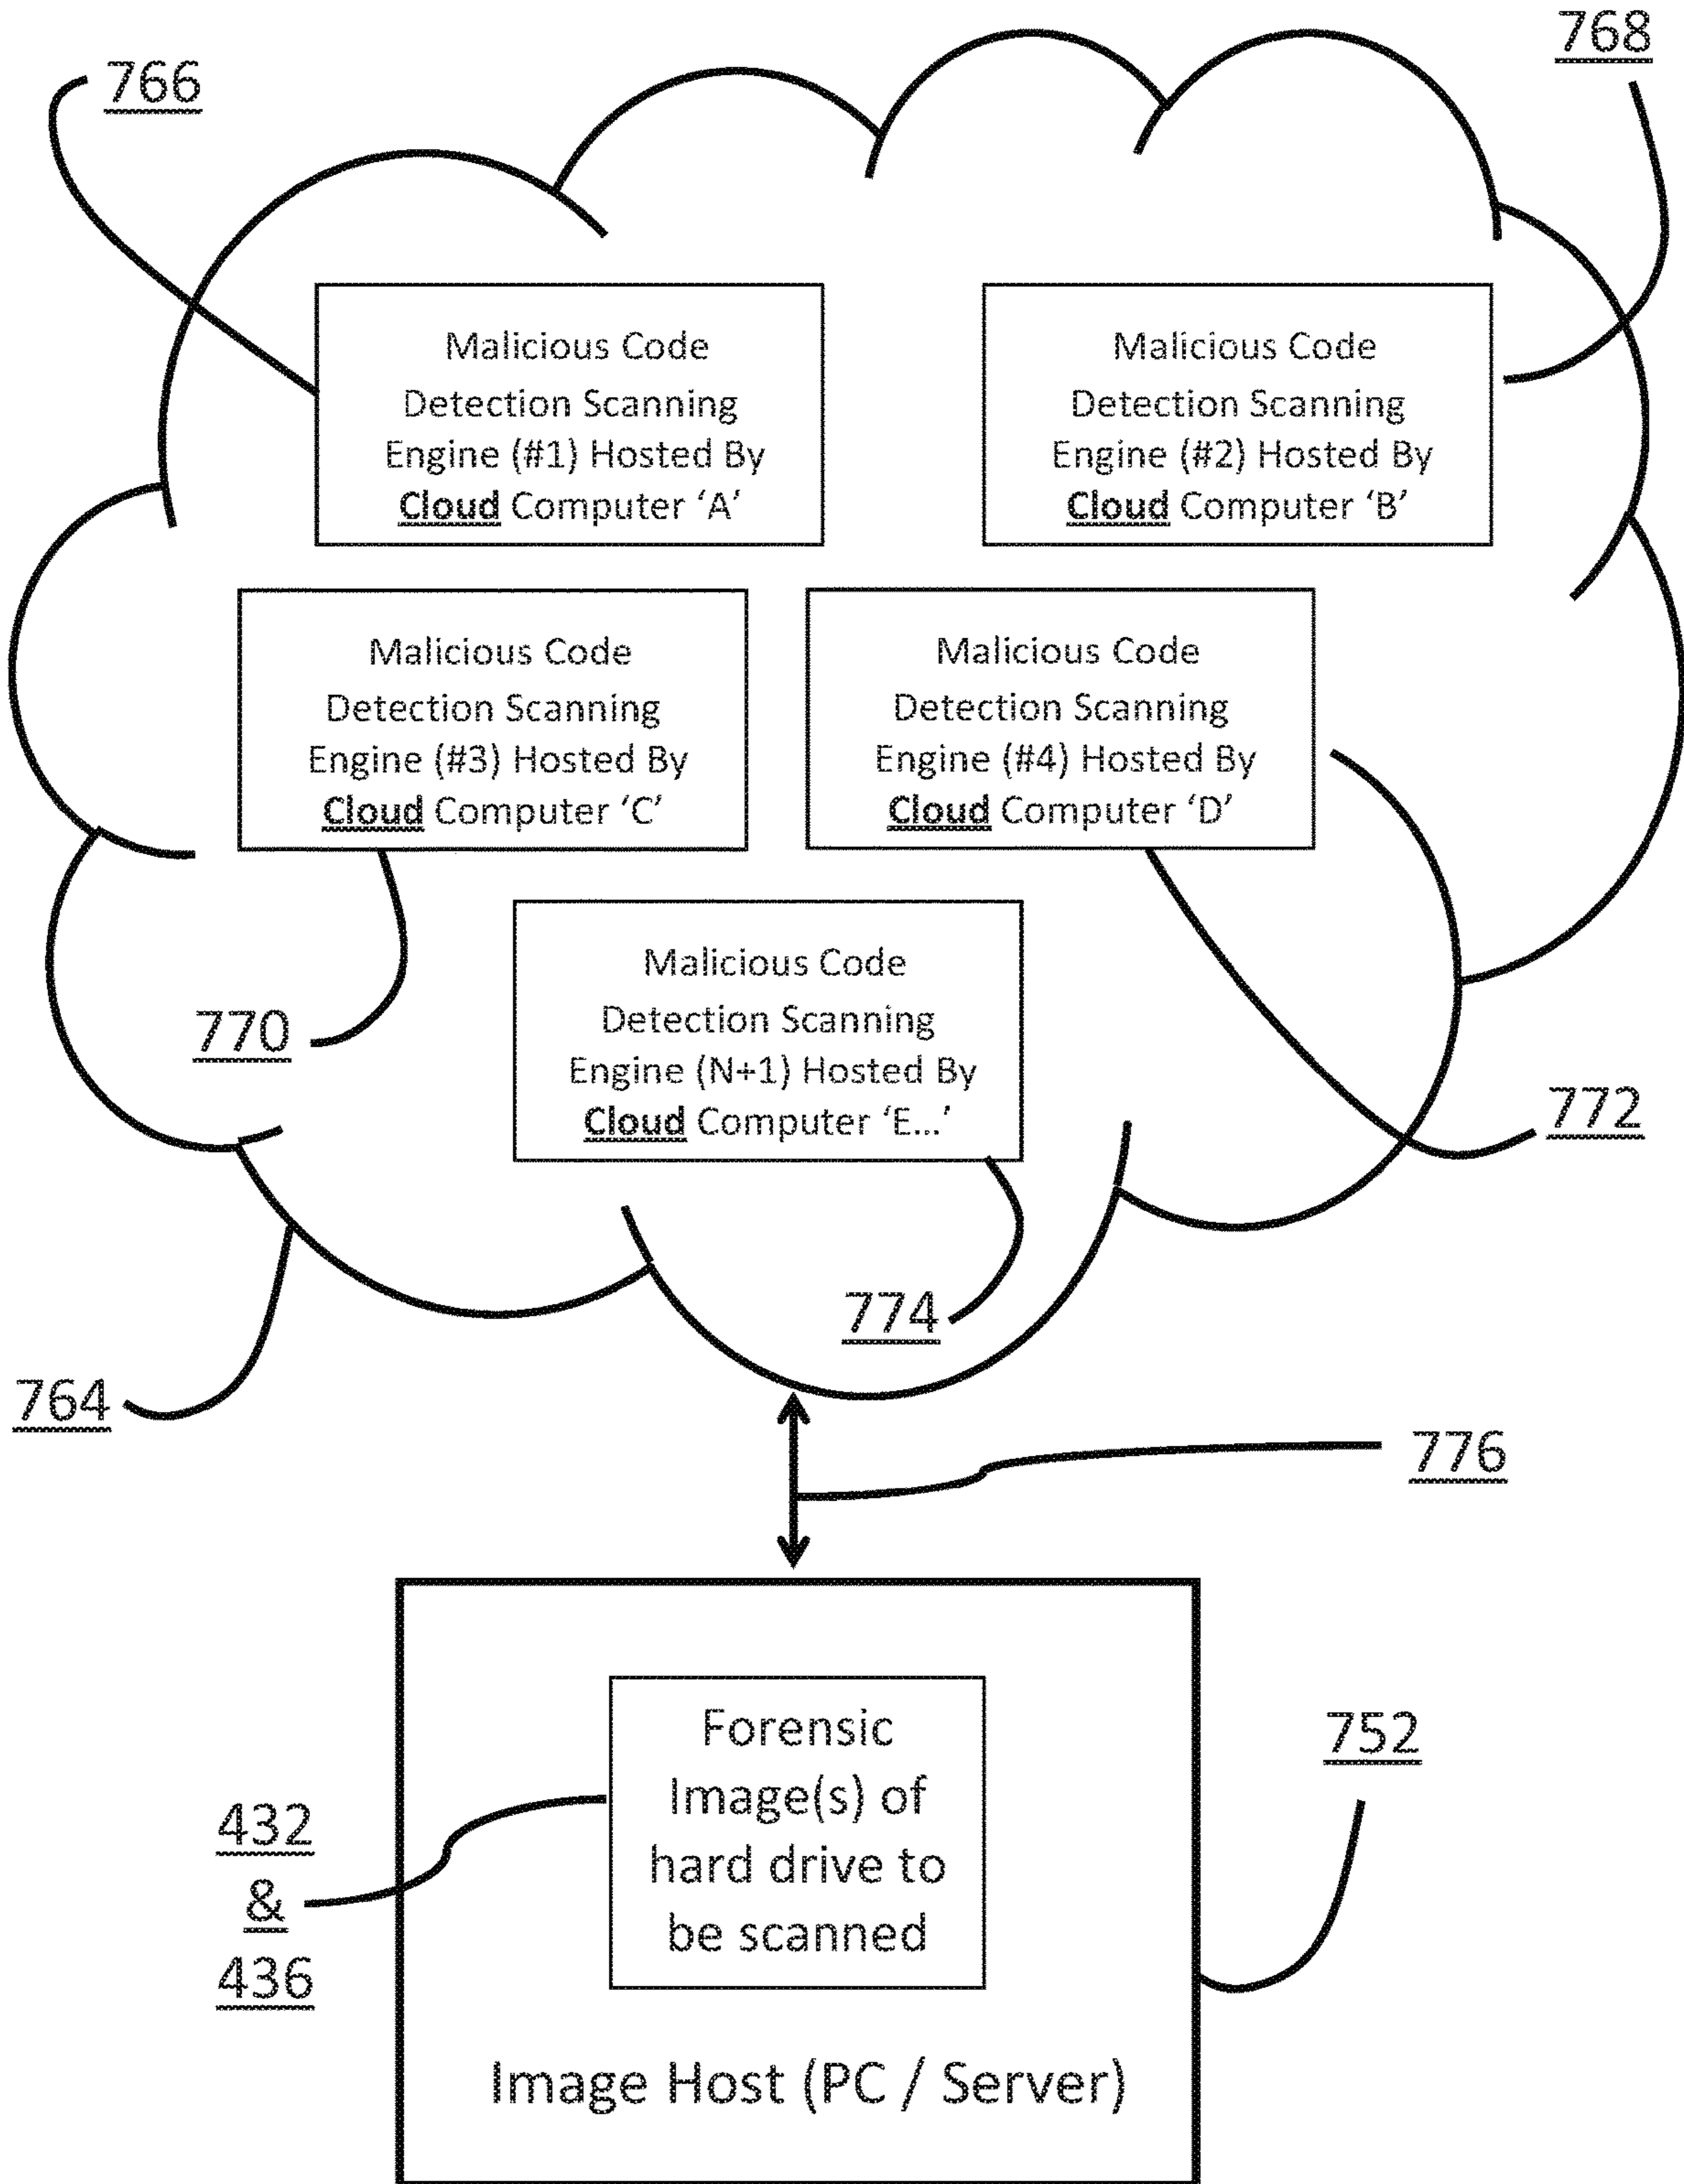 768
766
Malicious Code
Detection Scanning
Engine (#1) Hosted By
Cloud Computer ‘A’
Malicious Code
Detection Scanning
Engine (#2) Hosted By
Cloud Computer ‘B’
Malicious Code
Detection Scanning
Engine (#3) Hosted By
Cloud Computer ‘C’
Malicious Code
Detection Scanning
Engine (#4) Hosted By
Cloud Computer ‘D’
Malicious Code
Detection Scanning
Engine (N+1) Hosted By
Cloud Computer ‘E...’
770
772
774
764
776
Forensic
Image(s) of
hard drive to
be scanned
752
432
&
436
Image Host (PC / Server)